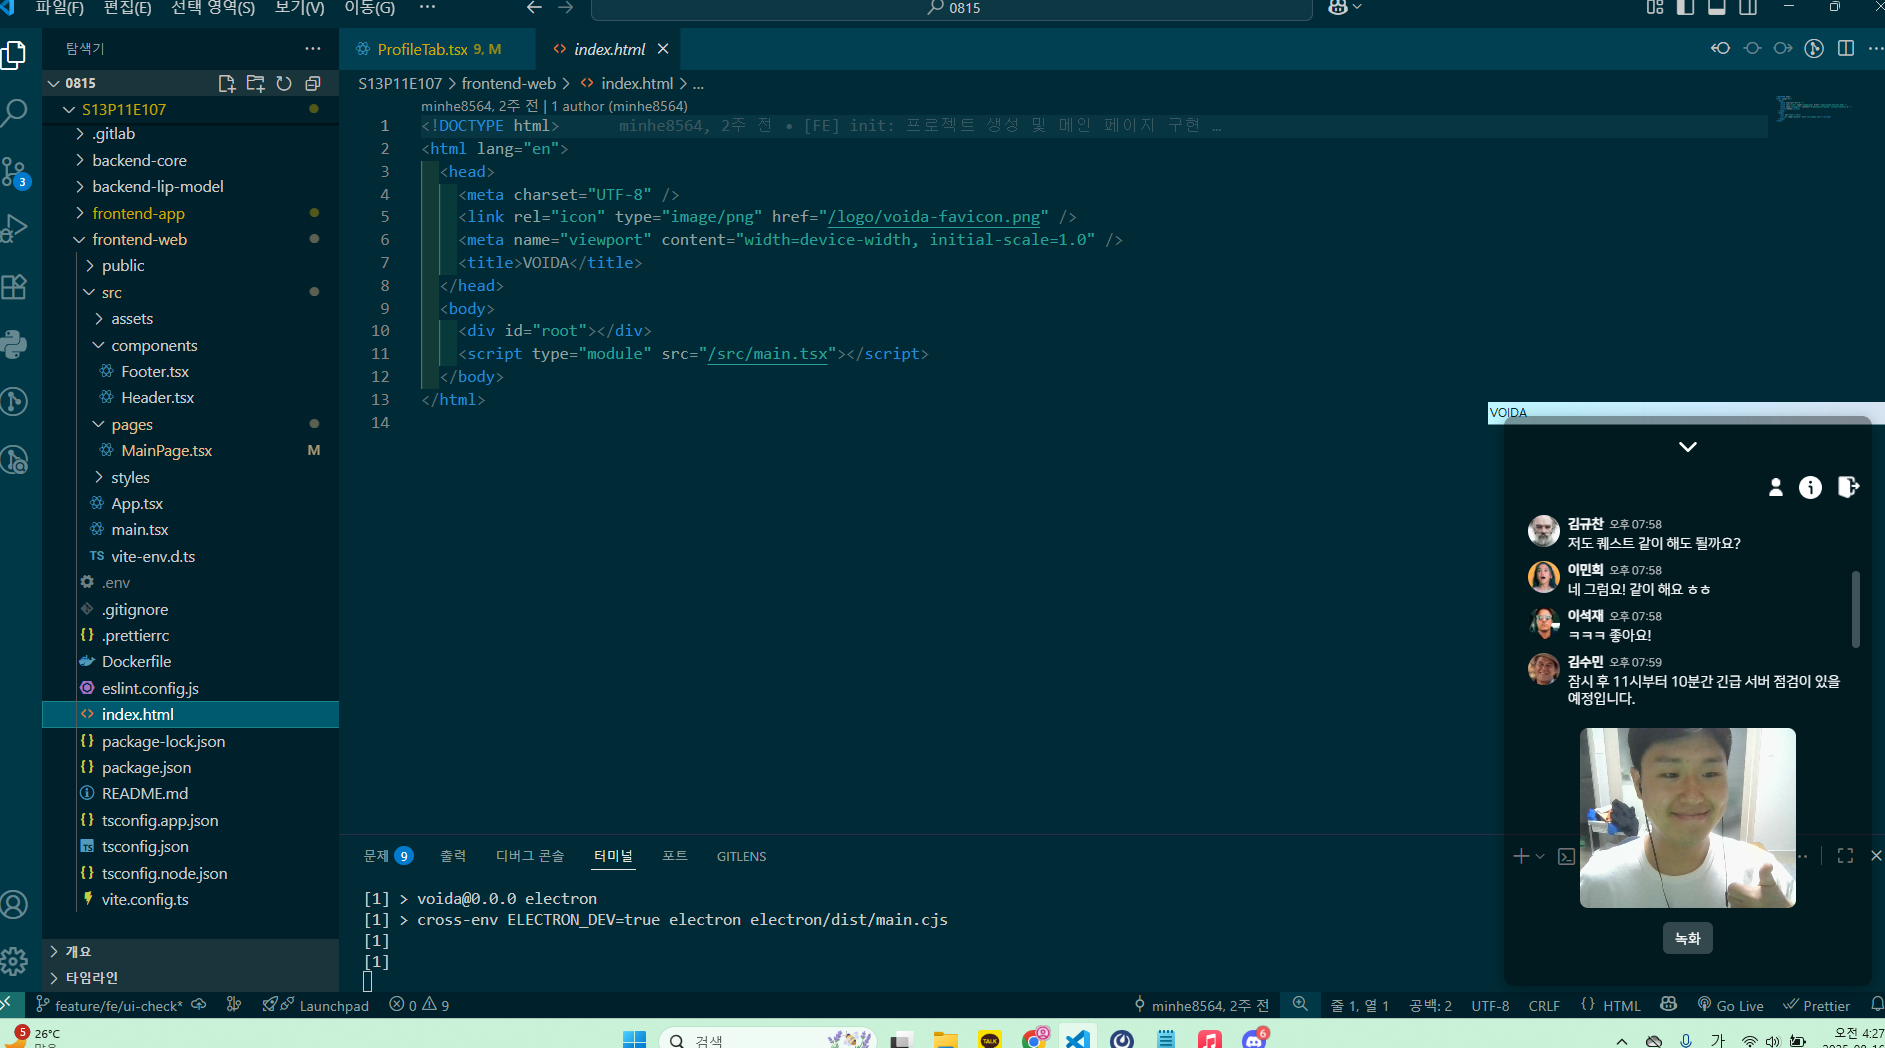 파일(F) 편집(E) 선택 영역(S) 보기(V) 이동(G) ··· 0815
탐색기 ···
ProfileTab.tsx 9, M index.html
0815
S13P11E107 > frontend-web > index.html > ...
S13P11E107
.gitlab
backend-core
backend-lip-model
frontend-app
frontend-web
public
src
assets
components
Footer.tsx
Header.tsx
pages
MainPage.tsx M
styles
App.tsx
main.tsx
TS vite-env.d.ts
.env
.gitignore
{} .prettierrc
Dockerfile
eslint.config.js
<> index.html
{} package-lock.json
{} package.json
README.md
{} tsconfig.app.json
TS tsconfig.json
{} tsconfig.node.json
vite.config.ts
개요
타임라인
3
minhe8564, 2주 전 | 1 author (minhe8564)
1 <!DOCTYPE html> minhe8564, 2주 전 • [FE] init: 프로젝트 생성 및 메인 페이지 구현 …
2 <html lang="en">
3 <head>
4 <meta charset="UTF-8" />
5 <link rel="icon" type="image/png" href="/logo/voida-favicon.png" />
6 <meta name="viewport" content="width=device-width, initial-scale=1.0" />
7 <title>VOIDA</title>
8 </head>
9 <body>
10 <div id="root"></div>
11 <script type="module" src="/src/main.tsx"></script>
12 </body>
13 </html>
14
VOIDA
김규찬 오후 07:58
저도 퀘스트 같이 해도 될까요?
이민희 오후 07:58
네 그럼요! 같이 해요 ㅎㅎ
이석재 오후 07:58
ㅋㅋㅋ 좋아요!
김수민 오후 07:59
잠시 후 11시부터 10분간 긴급 서버 점검이 있을
예정입니다.
녹화
문제 9 출력 디버그 콘솔 터미널 포트 GITLENS
[1] > voida@0.0.0 electron
[1] > cross-env ELECTRON_DEV=true electron electron/dist/main.cjs
[1]
[1]
feature/fe/ui-check* Launchpad 0 9 minhe8564, 2주 전 줄 1, 열 1 공백: 2 UTF-8 CRLF {} HTML Go Live Prettier
5 26°C 검색 TALK 6 가 오전 4:27